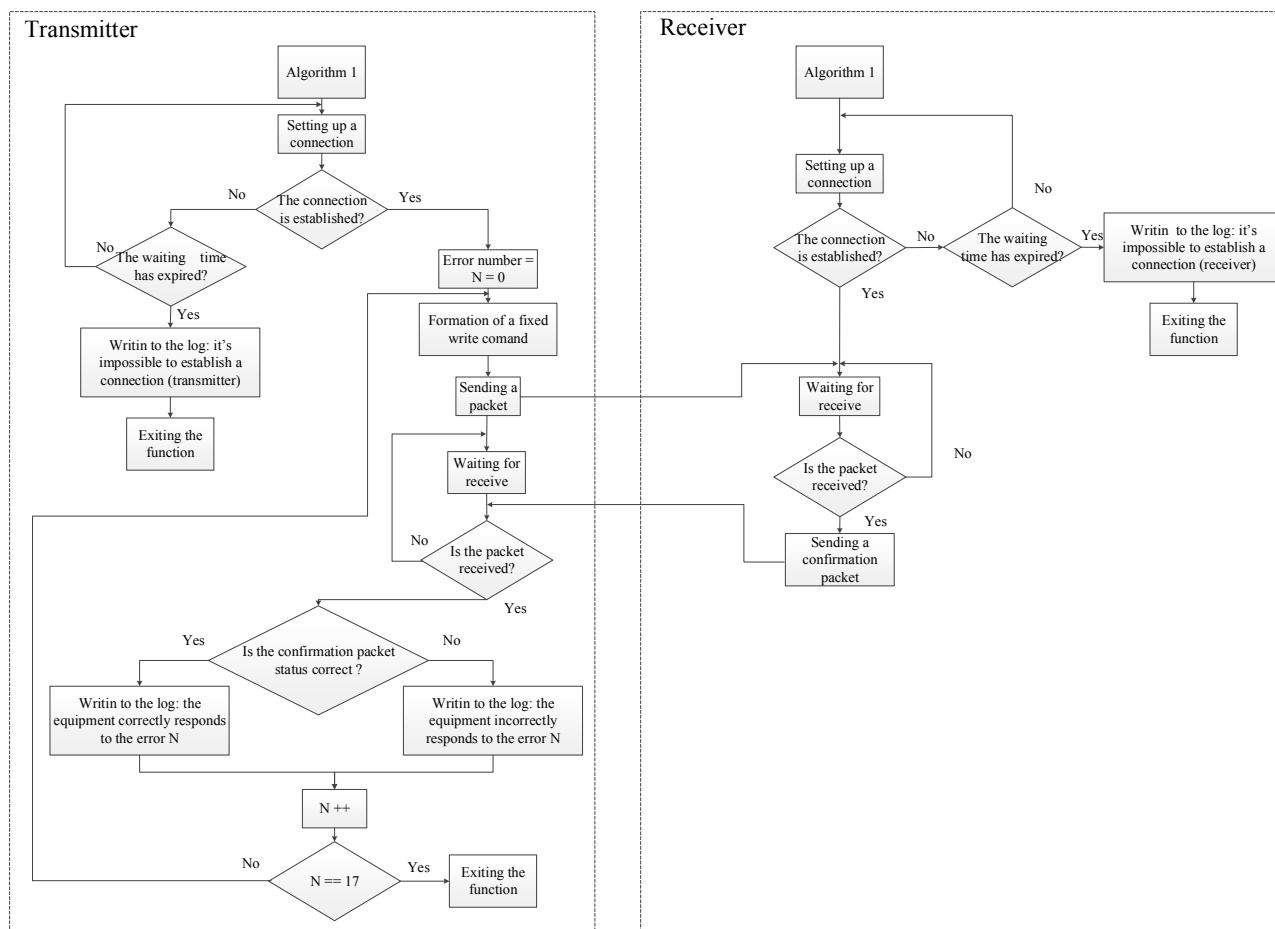 Transmitter
Algorithm 1
Setting up a
connection
No
The connection
is established?
Yes
No
The waiting time
has expired?
Error number =
N = 0
Yes
Formation of a fixed
write comand
Writin to the log: it's
impossible to establish a
connection (transmitter)
Sending a
packet
Exiting the
function
Waiting for
receive
No
Is the packet
received?
Yes
Yes
Is the confirmation packet
status correct ?
No
Writin to the log: the
equipment correctly responds
to the error N
Writin to the log: the
equipment incorrectly
responds to the error N
N ++
No
N == 17
Yes
Exiting the
function
Receiver
Algorithm 1
Setting up a
connection
No
The connection
is established?
No
The waiting
time has expired?
Yes
Writin to the log: it's
impossible to establish a
connection (receiver)
Yes
Exiting the
function
Waiting for
receive
No
Is the packet
received?
Yes
Sending a
confirmation
packet